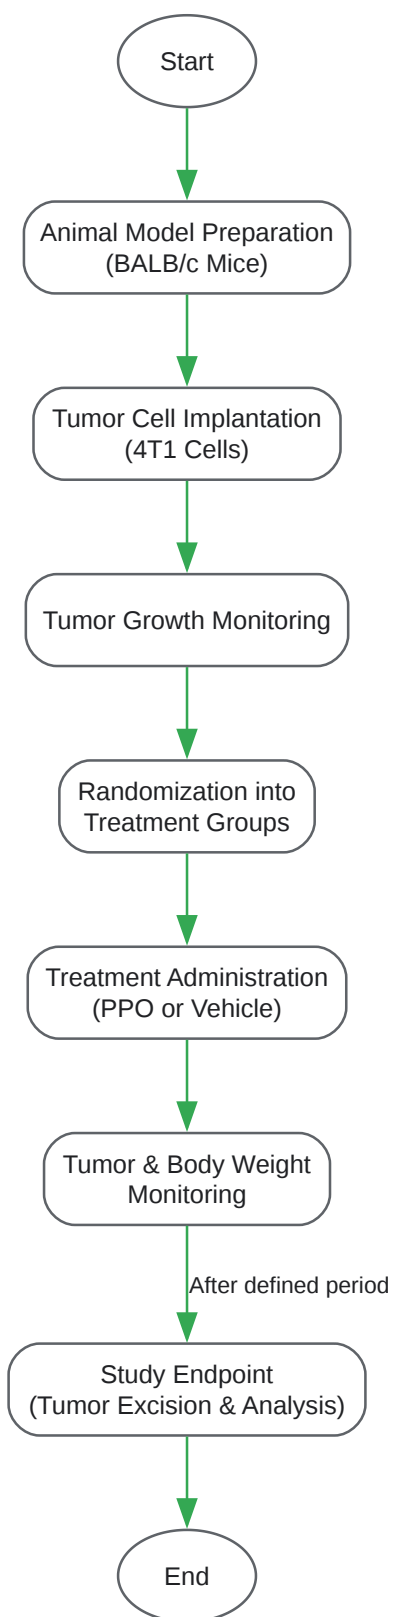 Start
Animal Model Preparation
(BALB/c Mice)
Tumor Cell Implantation
(4T1 Cells)
Tumor Growth Monitoring
Randomization into
Treatment Groups
Treatment Administration
(PPO or Vehicle)
Tumor & Body Weight
Monitoring
After defined period
Study Endpoint
(Tumor Excision & Analysis)
End